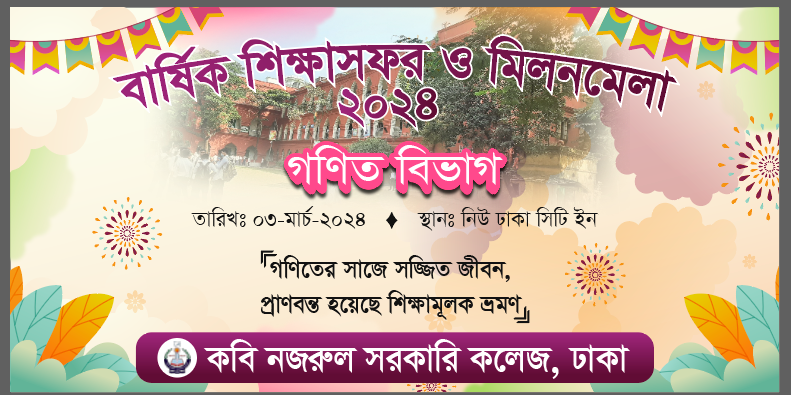 বার্ষিক শিক্ষাসফর ও মিলনমেলা
২০২৪
গণিত বিভাগ
তারিখঃ ০৩-মার্চ-২০২৪ ♦ স্থানঃ নিউ ঢাকা সিটি ইন
「গণিতের সাজে সজ্জিত জীবন,
প্রাণবন্ত হয়েছে শিক্ষামূলক ভ্রমণ」
কবি নজরুল সরকারি কলেজ, ঢাকা